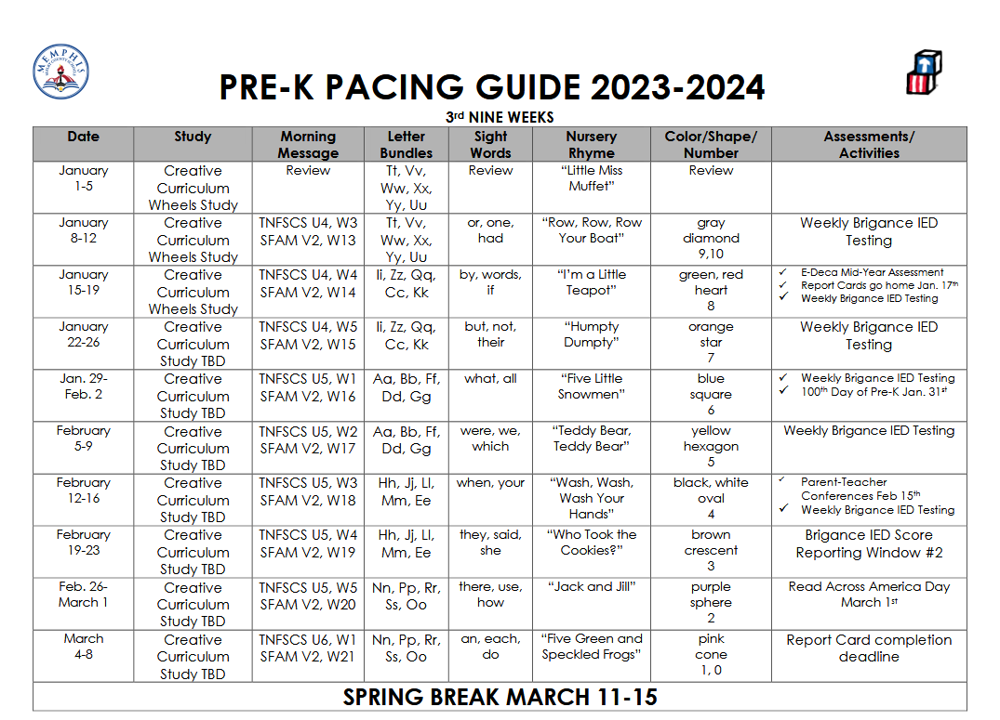 MEMPHIS
PRE-K PACING GUIDE 2023-2024
3rd NINE WEEKS
Date Study Morning Message Letter Bundles Sight Words Nursery Rhyme Color/Shape/Number Assessments/Activities
January 1-5 Creative Curriculum Wheels Study Review Tt, Vv, Ww, Xx, Yy, Uu Review “Little Miss Muffet” Review
January 8-12 Creative Curriculum Wheels Study TNFSCS U4, W3 SFAM V2, W13 Tt, Vv, Ww, Xx, Yy, Uu or, one, had “Row, Row, Row Your Boat” gray diamond 9,10 Weekly Brigance IED Testing
January 15-19 Creative Curriculum Wheels Study TNFSCS U4, W4 SFAM V2, W14 Ii, Zz, Qq, Cc, Kk by, words, if “I’m a Little Teapot” green, red heart 8 ✓ E-Deca Mid-Year Assessment ✓ Report Cards go home Jan. 17th ✓ Weekly Brigance IED Testing
January 22-26 Creative Curriculum Study TBD TNFSCS U4, W5 SFAM V2, W15 Ii, Zz, Qq, Cc, Kk but, not, their “Humpty Dumpty” orange star 7 Weekly Brigance IED Testing
Jan. 29-Feb. 2 Creative Curriculum Study TBD TNFSCS U5, W1 SFAM V2, W16 Aa, Bb, Ff, Dd, Gg what, all “Five Little Snowmen” blue square 6 ✓ Weekly Brigance IED Testing ✓ 100th Day of Pre-K Jan. 31st
February 5-9 Creative Curriculum Study TBD TNFSCS U5, W2 SFAM V2, W17 Aa, Bb, Ff, Dd, Gg were, we, which “Teddy Bear, Teddy Bear” yellow hexagon 5 Weekly Brigance IED Testing
February 12-16 Creative Curriculum Study TBD TNFSCS U5, W3 SFAM V2, W18 Hh, Jj, Ll, Mm, Ee when, your “Wash, Wash, Wash Your Hands” black, white oval 4 ✓ Parent-Teacher Conferences Feb 15th ✓ Weekly Brigance IED Testing
February 19-23 Creative Curriculum Study TBD TNFSCS U5, W4 SFAM V2, W19 Hh, Jj, Ll, Mm, Ee they, said, she “Who Took the Cookies?” brown crescent 3 Brigance IED Score Reporting Window #2
Feb. 26-March 1 Creative Curriculum Study TBD TNFSCS U5, W5 SFAM V2, W20 Nn, Pp, Rr, Ss, Oo there, use, how “Jack and Jill” purple sphere 2 Read Across America Day March 1st
March 4-8 Creative Curriculum Study TBD TNFSCS U6, W1 SFAM V2, W21 Nn, Pp, Rr, Ss, Oo an, each, do “Five Green and Speckled Frogs” pink cone 1, 0 Report Card completion deadline
SPRING BREAK MARCH 11-15